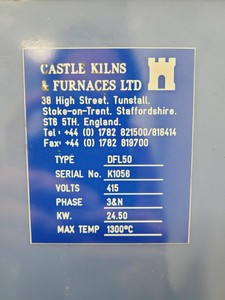 CASTLE KILNS
& FURNACES LTD
38 High Street, Tunstall,
Stoke-on-Trent, Staffordshire.
ST6 5TH, England.
Tel: +44 (0) 1782 821500/818414
Fax: +44 (0) 1782 819700
TYPE DFL50
SERIAL No. K1056
VOLTS 415
PHASE 3&N
KW. 24.50
MAX TEMP 1300°C